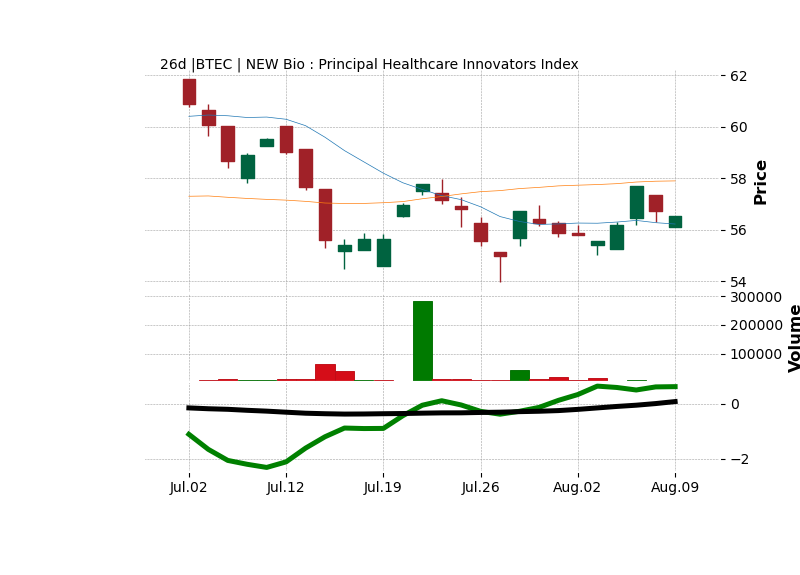 26d |BTEC | NEW Bio : Principal Healthcare Innovators Index
62
60
58
56
54
Price
300000
200000
100000
Volume
0
−2
Jul.02 Jul.12 Jul.19 Jul.26 Aug.02 Aug.09